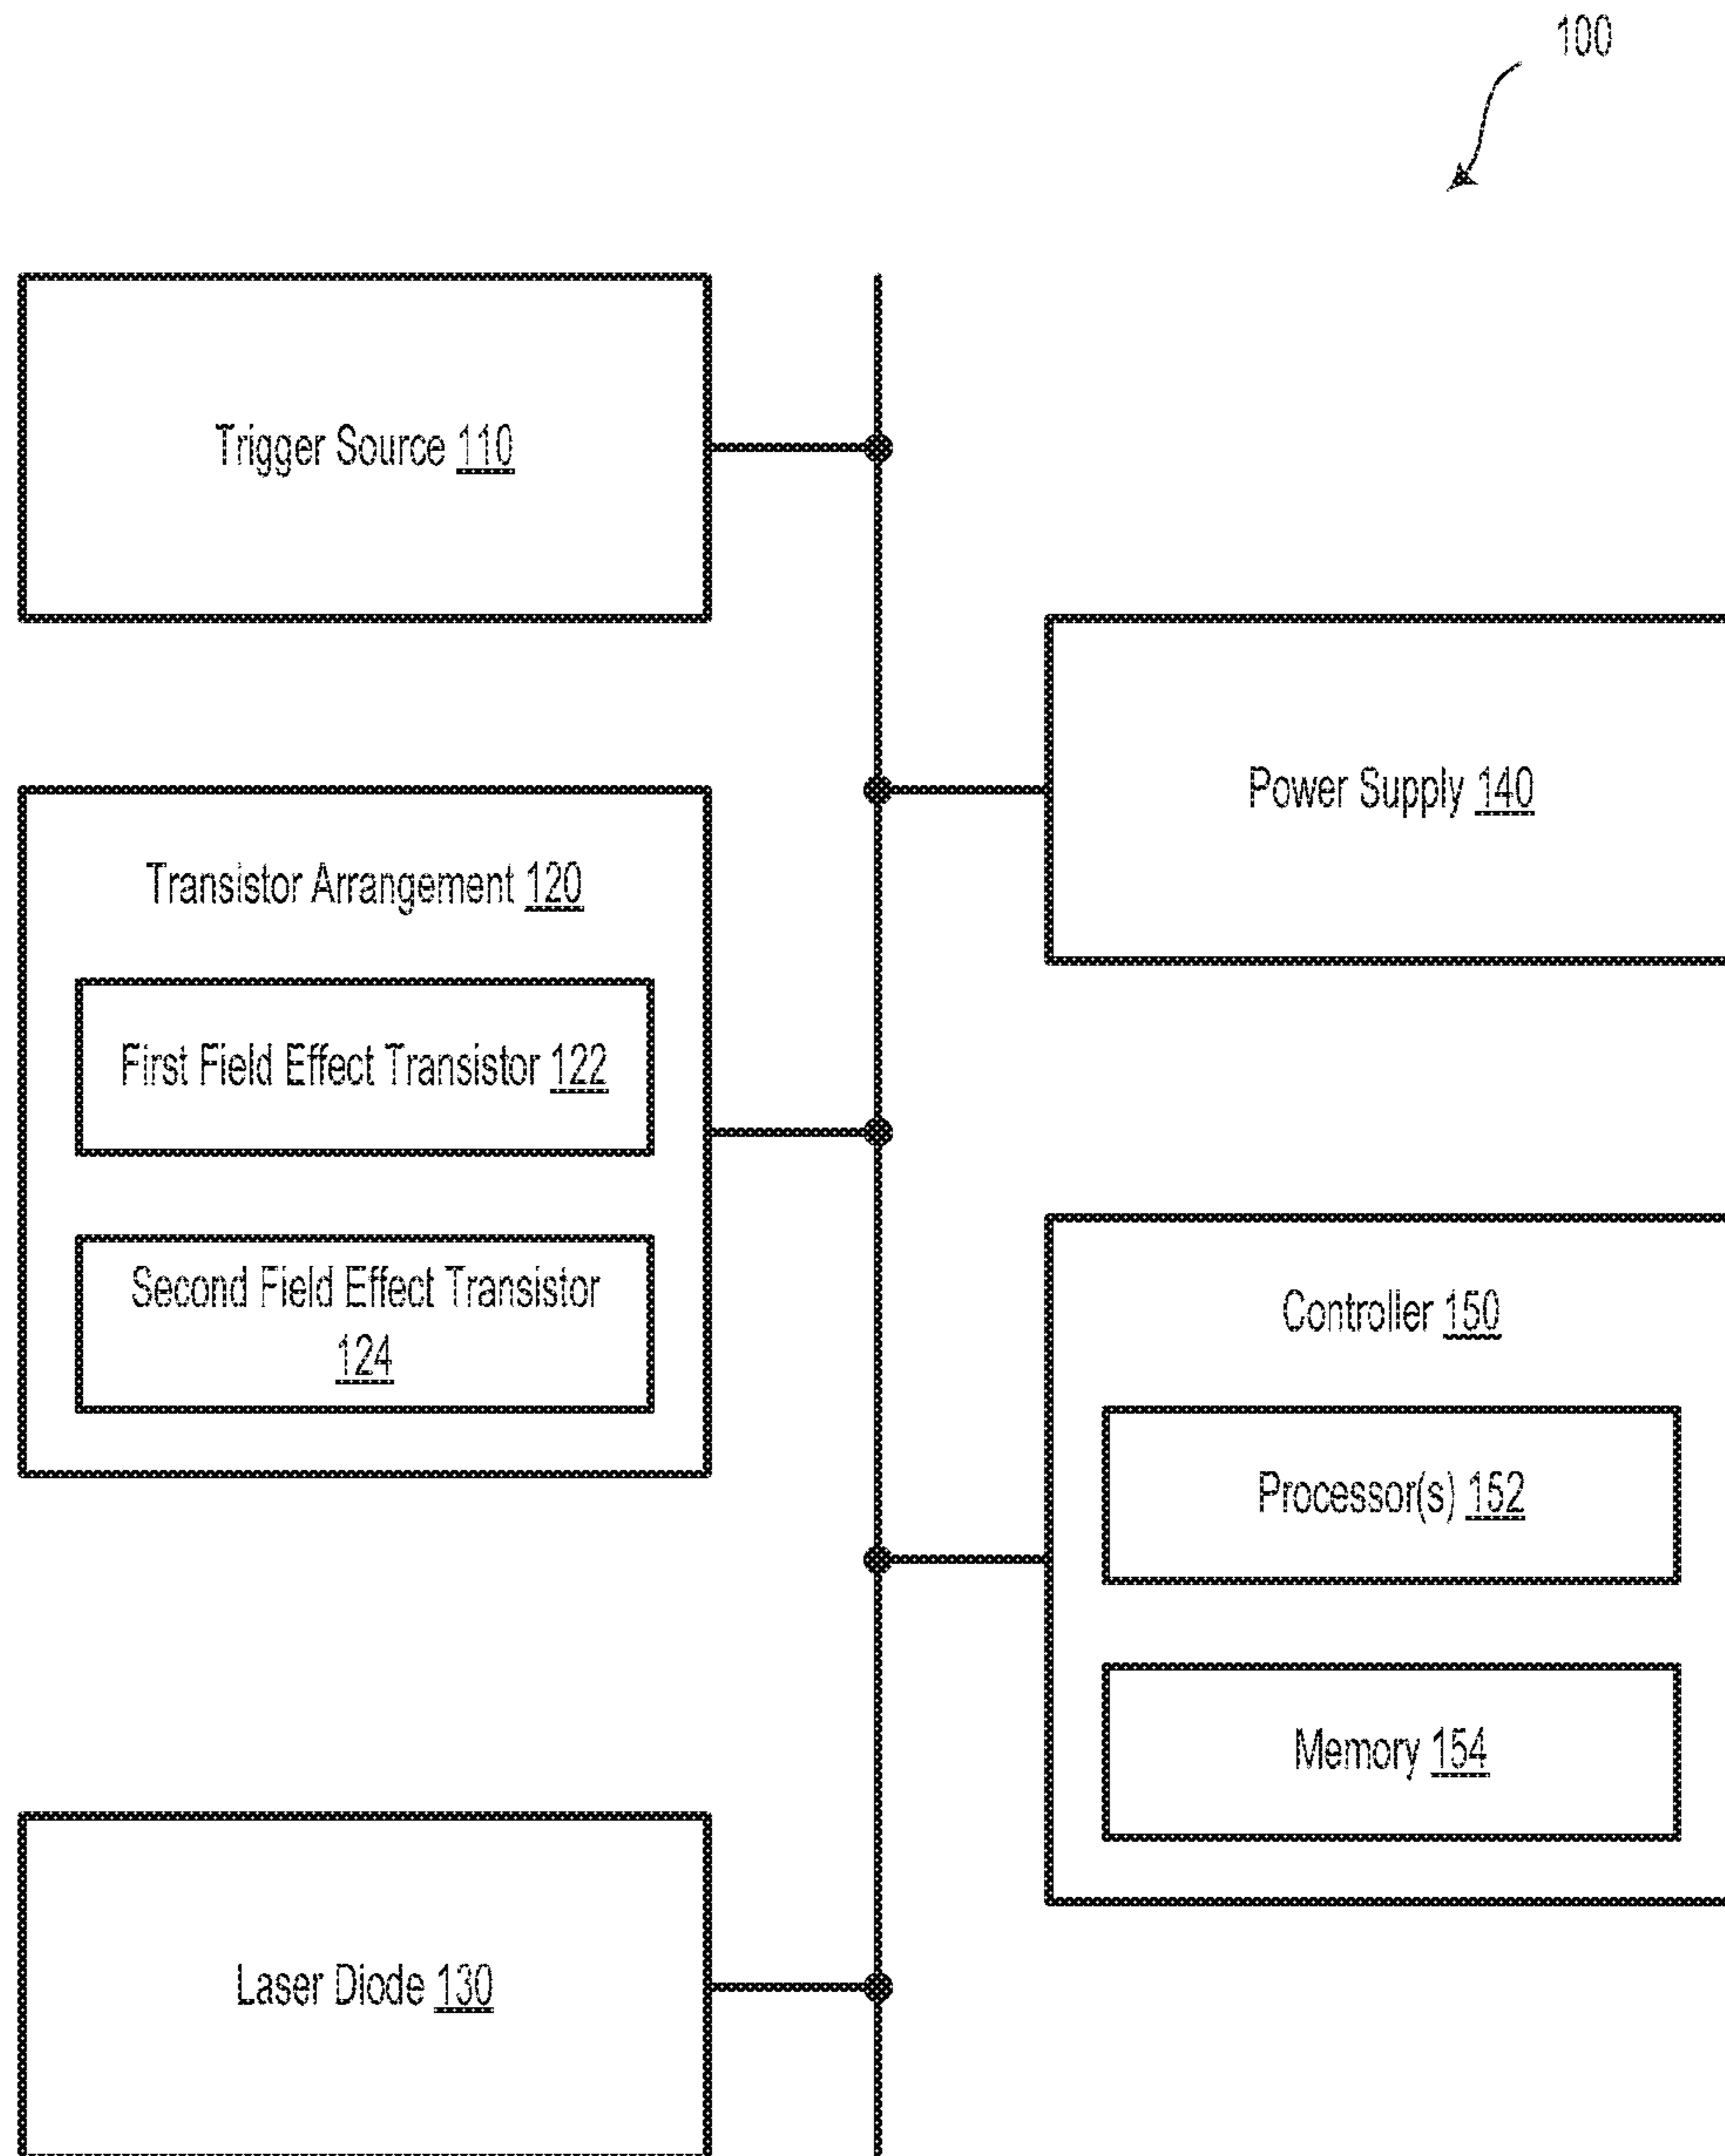 100
Trigger Source 110
Power Supply 140
Transistor Arrangement 120
First Field Effect Transistor 122
Second Field Effect Transistor
124
Controller 150
Processor(s) 152
Memory 154
Laser Diode 130